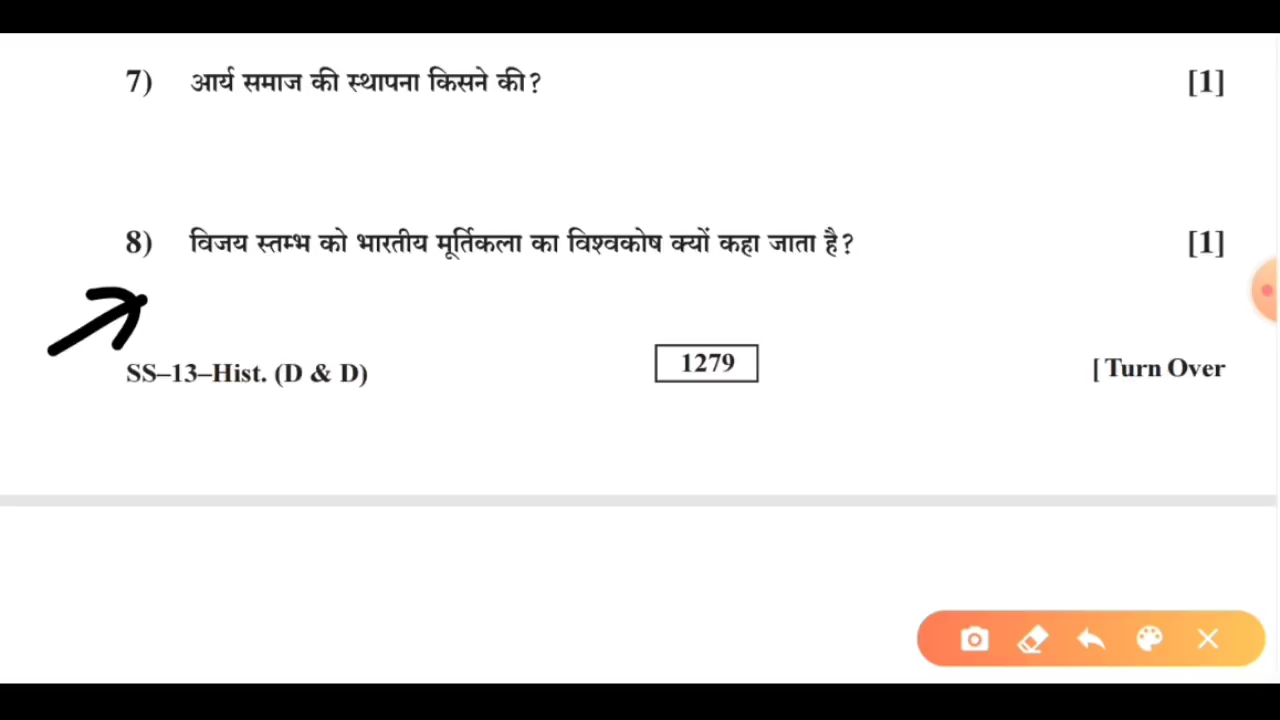 7) आर्य समाज की स्थापना किसने की? [1]
8) विजय स्तम्भ को भारतीय मूर्तिकला का विश्वकोष क्यों कहा जाता है? [1]
SS–13–Hist. (D & D) 1279 [ Turn Over